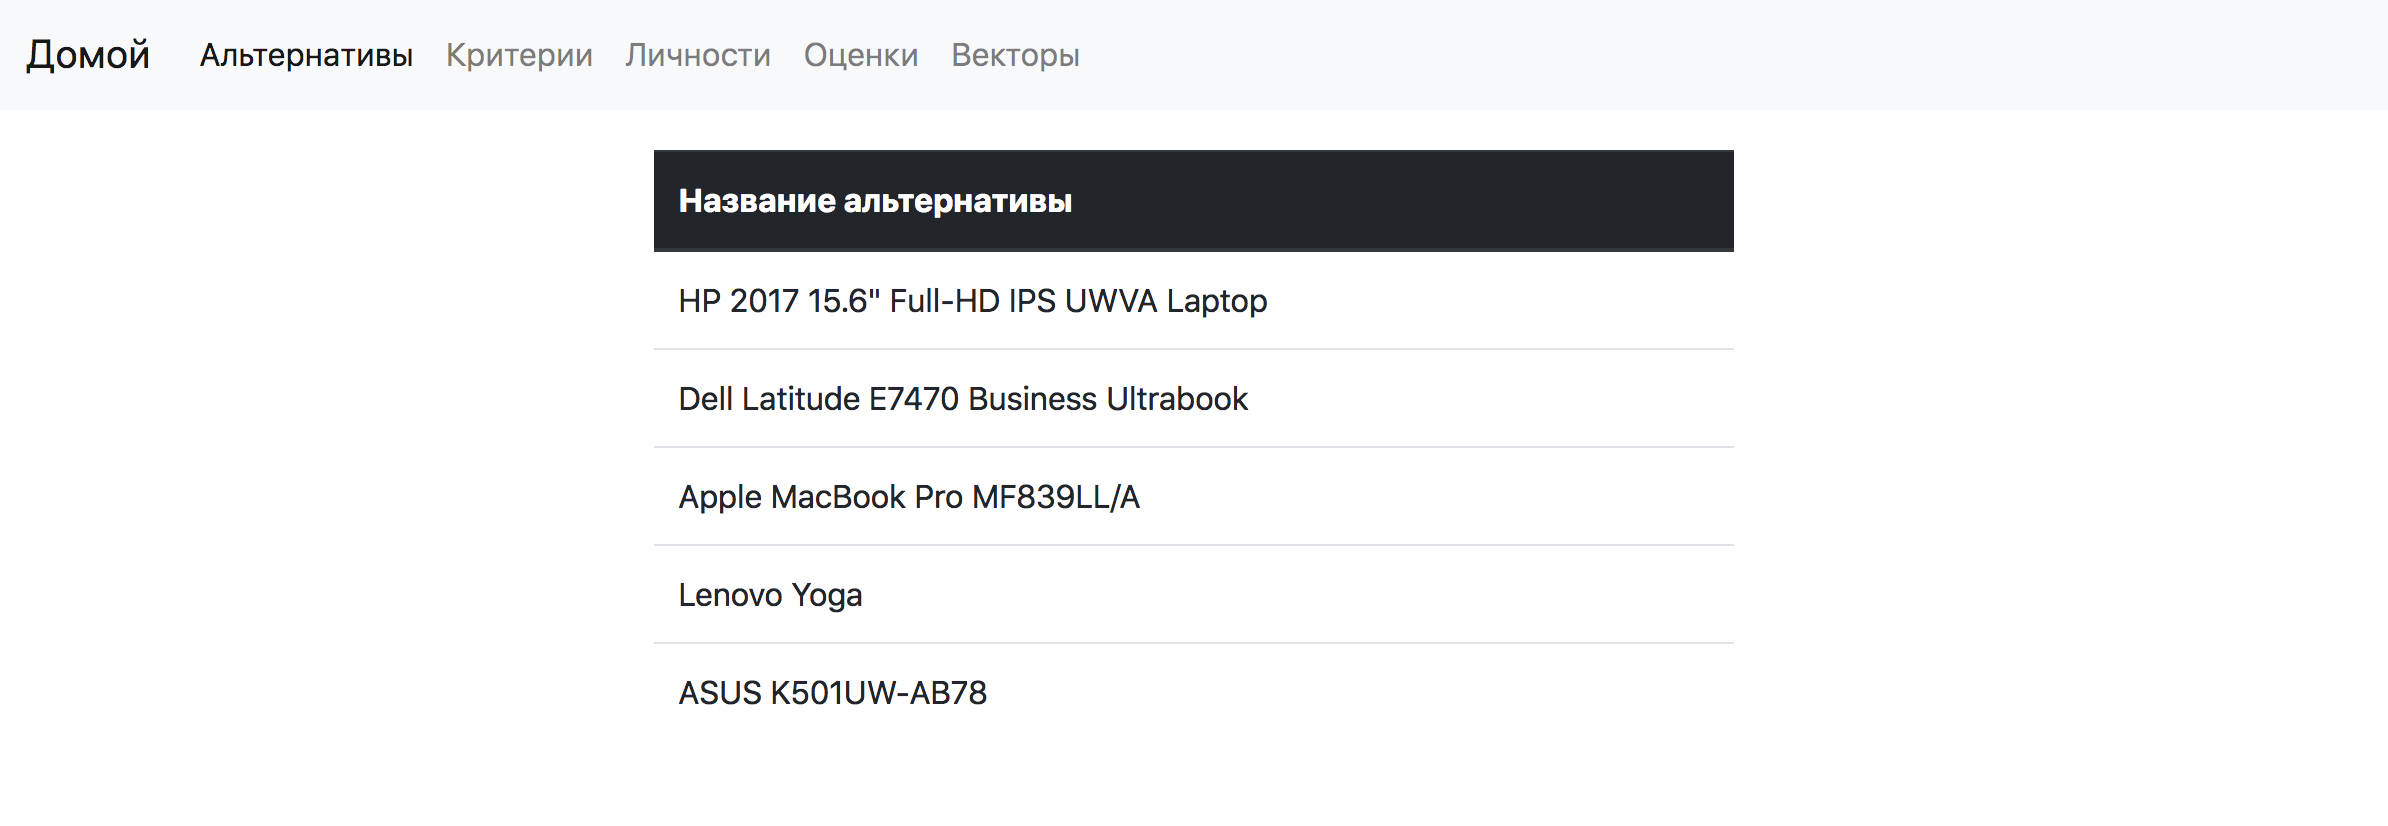 Домой Альтернативы Критерии Личности Оценки Векторы
Название альтернативы
HP 2017 15.6" Full-HD IPS UWVA Laptop
Dell Latitude E7470 Business Ultrabook
Apple MacBook Pro MF839LL/A
Lenovo Yoga
ASUS K501UW-AB78